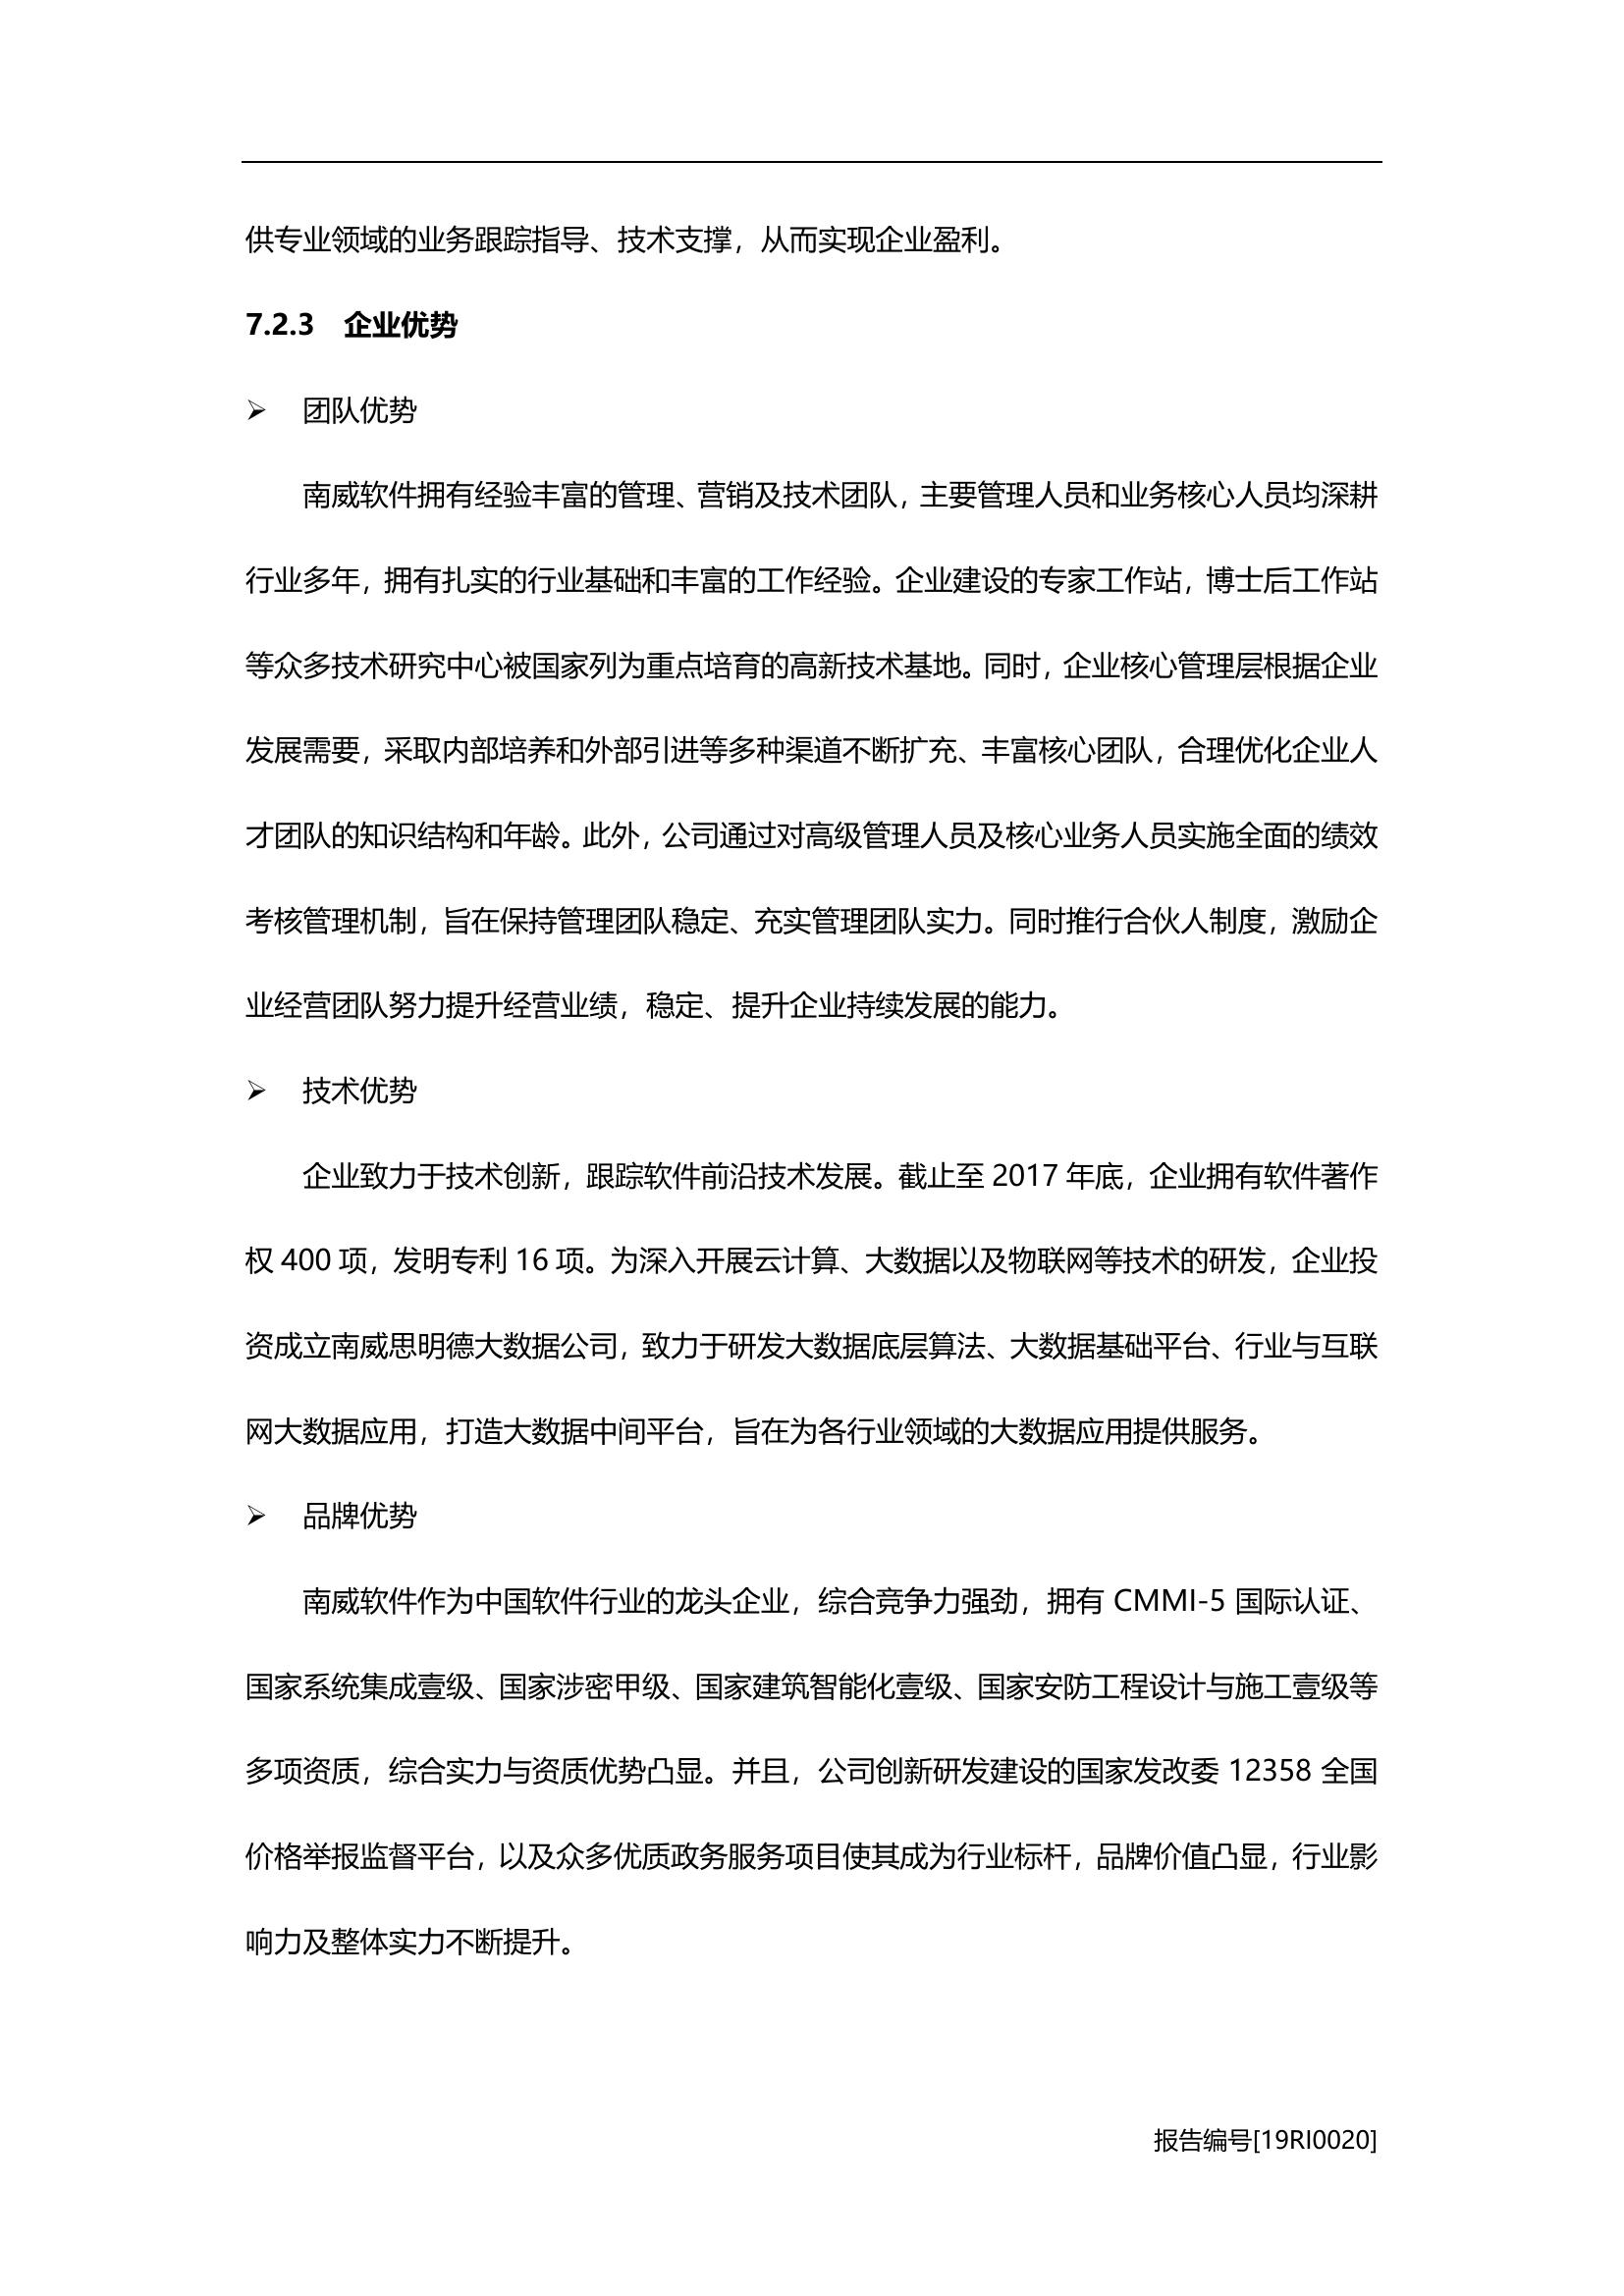 供专业领域的业务跟踪指导、技术支撑，从而实现企业盈利。
7.2.3 企业优势
➢ 团队优势
南威软件拥有经验丰富的管理、营销及技术团队，主要管理人员和业务核心人员均深耕
行业多年，拥有扎实的行业基础和丰富的工作经验。企业建设的专家工作站，博士后工作站
等众多技术研究中心被国家列为重点培育的高新技术基地。同时，企业核心管理层根据企业
发展需要，采取内部培养和外部引进等多种渠道不断扩充、丰富核心团队，合理优化企业人
才团队的知识结构和年龄。此外，公司通过对高级管理人员及核心业务人员实施全面的绩效
考核管理机制，旨在保持管理团队稳定、充实管理团队实力。同时推行合伙人制度，激励企
业经营团队努力提升经营业绩，稳定、提升企业持续发展的能力。
➢ 技术优势
企业致力于技术创新，跟踪软件前沿技术发展。截止至 2017 年底，企业拥有软件著作
权 400 项，发明专利 16 项。为深入开展云计算、大数据以及物联网等技术的研发，企业投
资成立南威思明德大数据公司，致力于研发大数据底层算法、大数据基础平台、行业与互联
网大数据应用，打造大数据中间平台，旨在为各行业领域的大数据应用提供服务。
➢ 品牌优势
南威软件作为中国软件行业的龙头企业，综合竞争力强劲，拥有 CMMI-5 国际认证、
国家系统集成壹级、国家涉密甲级、国家建筑智能化壹级、国家安防工程设计与施工壹级等
多项资质，综合实力与资质优势凸显。并且，公司创新研发建设的国家发改委 12358 全国
价格举报监督平台，以及众多优质政务服务项目使其成为行业标杆，品牌价值凸显，行业影
响力及整体实力不断提升。
报告编号[19RI0020]